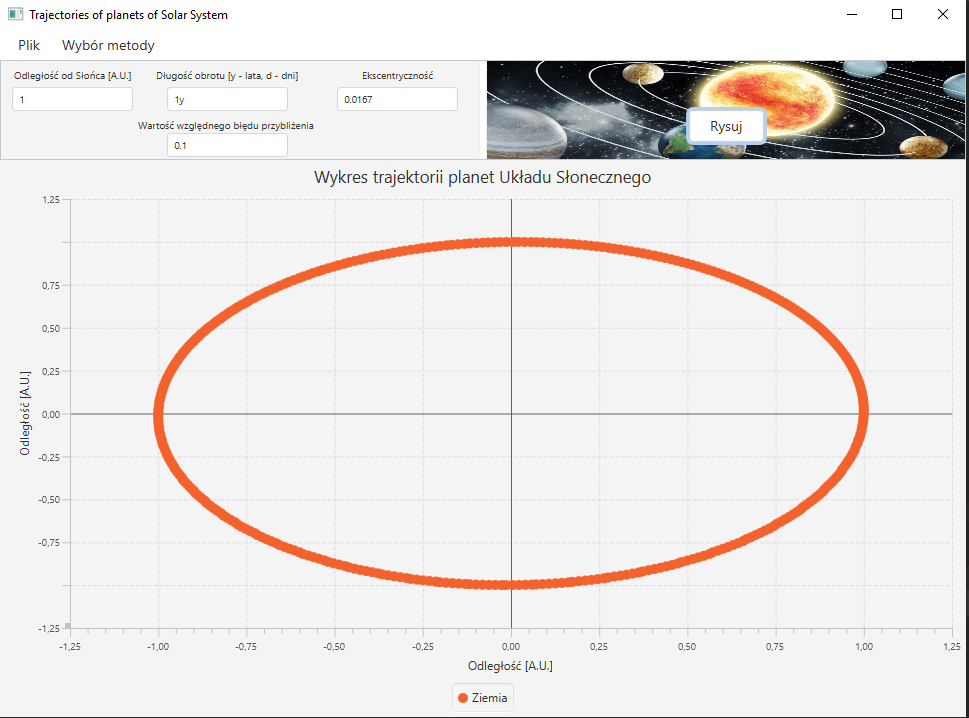 Trajectories of planets of Solar System
Plik Wybór metody
Odległość od Słońca [A.U.] Długość obrotu [y - lata, d - dni] Ekscentryczność
1 1y 0.0167
Wartość względnego błędu przybliżenia
0.1
Rysuj
Wykres trajektorii planet Układu Słonecznego
1,25
0,75
0,50
0,25
0,00
-0,25
-0,50
-0,75
-1,25
Odległość [A.U.]
-1,25 -1,00 -0,75 -0,50 -0,25 0,00 0,25 0,50 0,75 1,00 1,25
Odległość [A.U.]
Ziemia